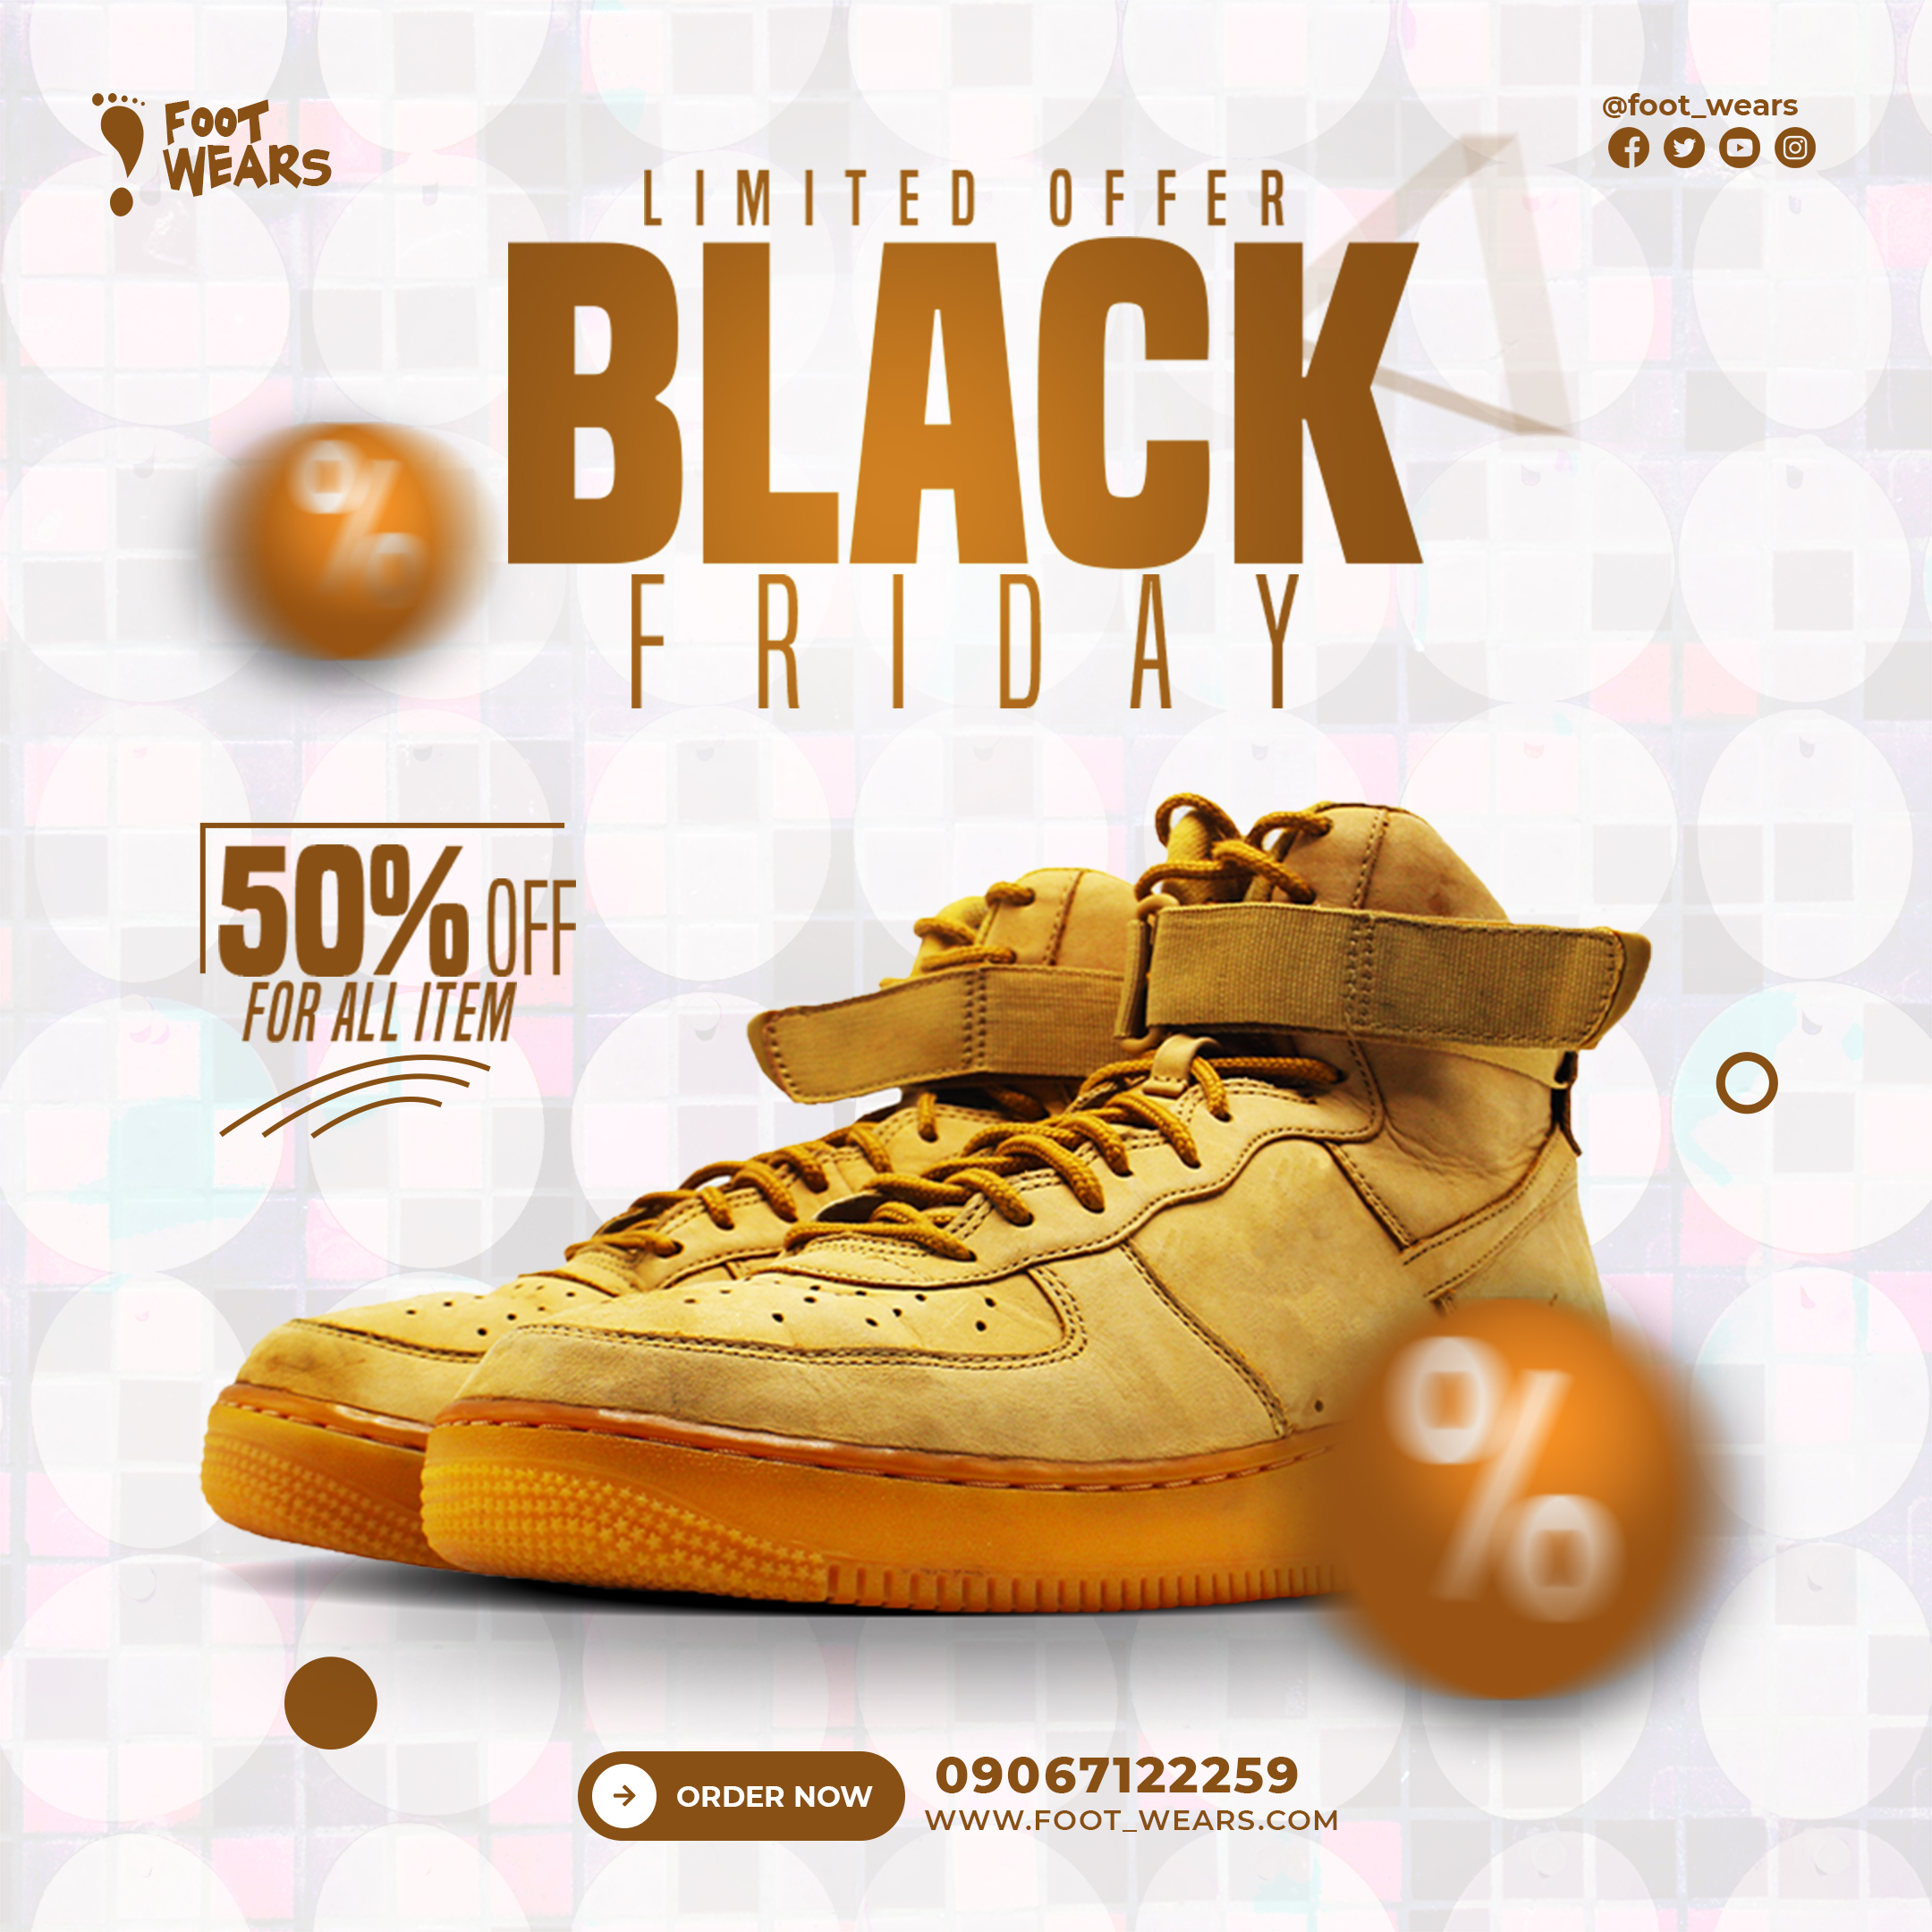 FOOT
WEARS
@foot_wears
LIMITED OFFER
BLACK
FRIDAY
%
50% OFF
FOR ALL ITEM
%
ORDER NOW
09067122259
WWW.FOOT_WEARS.COM